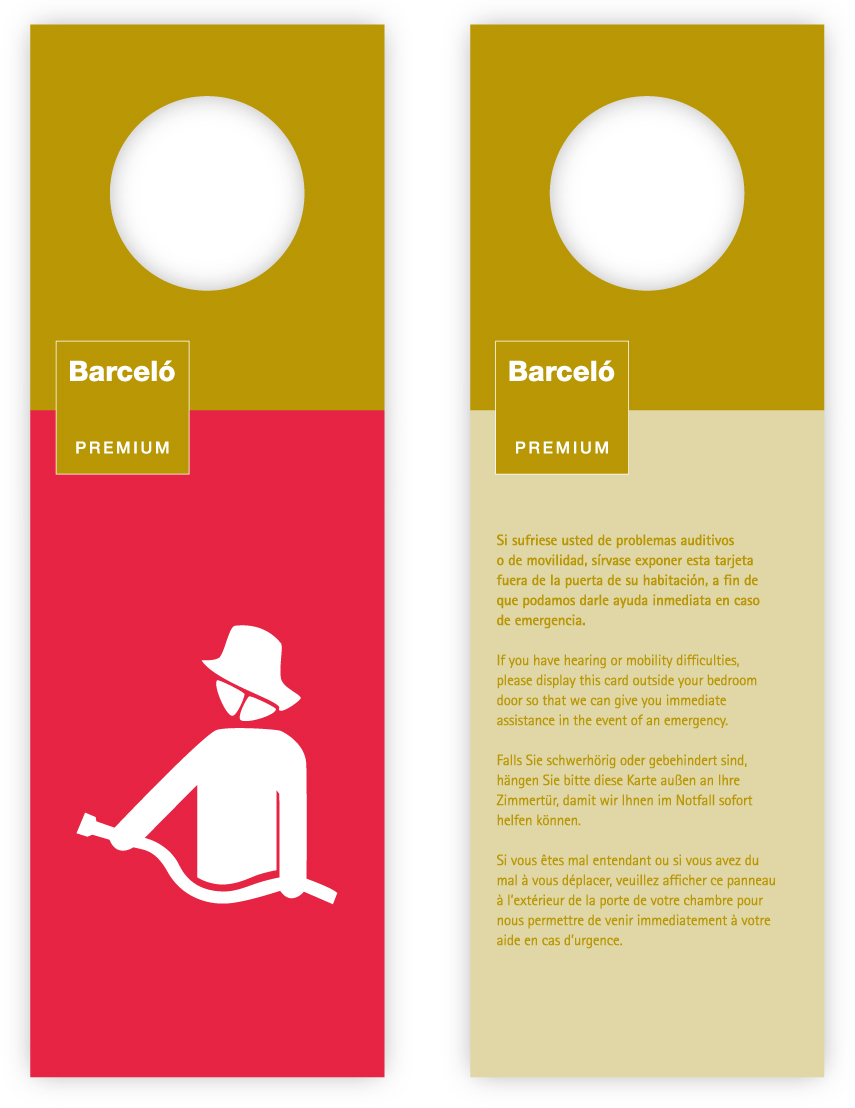 Barceló
PREMIUM
Barceló
PREMIUM
Si sufriese usted de problemas auditivos
o de movilidad, sírvase exponer esta tarjeta
fuera de la puerta de su habitación, a fin de
que podamos darle ayuda inmediata en caso
de emergencia.
If you have hearing or mobility difficulties,
please display this card outside your bedroom
door so that we can give you immediate
assistance in the event of an emergency.
Falls Sie schwerhörig oder gebehindert sind,
hängen Sie bitte diese Karte außen an Ihre
Zimmertür, damit wir Ihnen im Notfall sofort
helfen können.
Si vous êtes mal entendant ou si vous avez du
mal à vous déplacer, veuillez afficher ce panneau
à l'extérieur de la porte de votre chambre pour
nous permettre de venir immediatement à votre
aide en cas d'urgence.